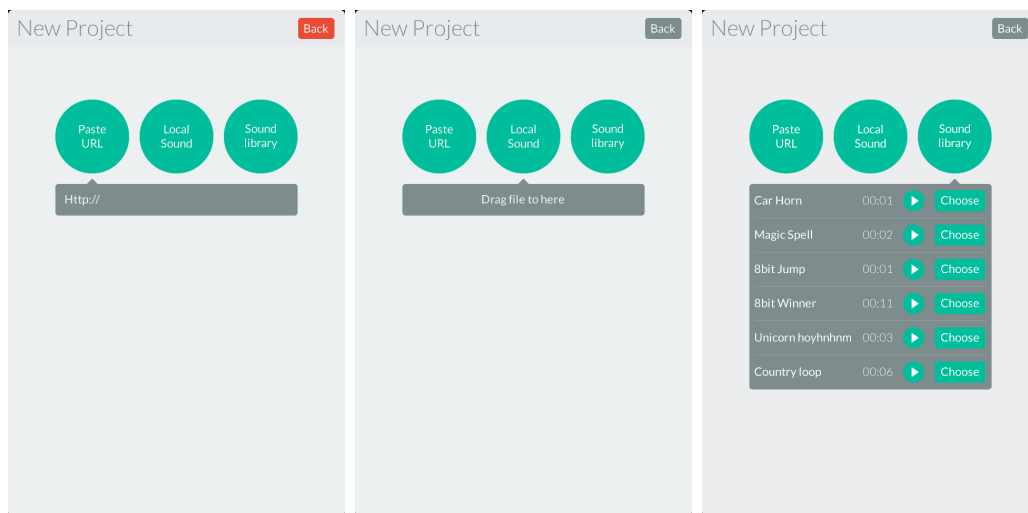 New Project
Back
Paste
URL
Local
Sound
Sound
library
Http://
New Project
Back
Paste
URL
Local
Sound
Sound
library
Drag file to here
New Project
Back
Paste
URL
Local
Sound
Sound
library
Car Horn 00:01 Choose
Magic Spell 00:02 Choose
8bit Jump 00:01 Choose
8bit Winner 00:11 Choose
Unicorn hoyhnhnm 00:03 Choose
Country loop 00:06 Choose